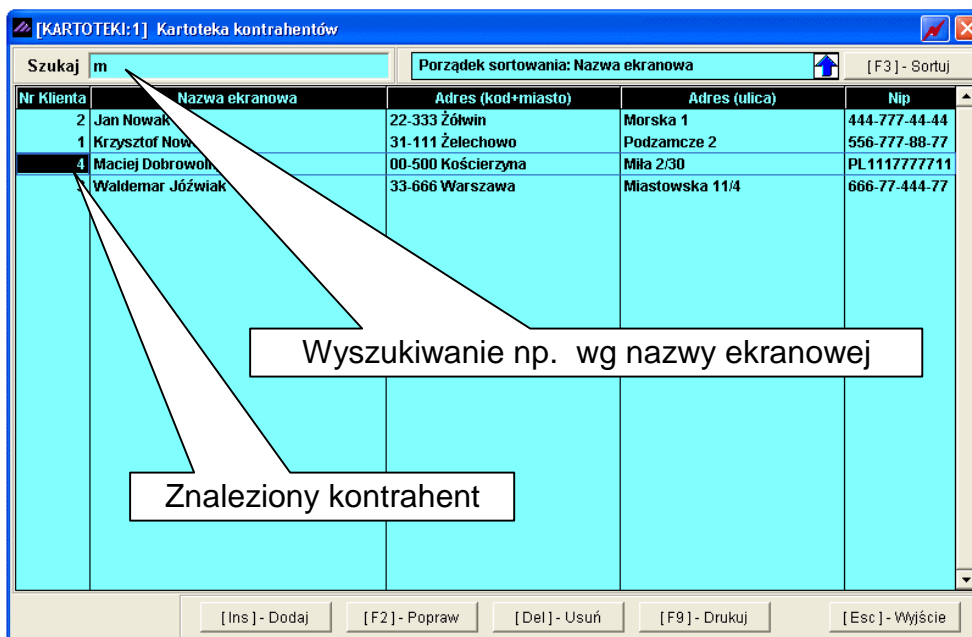 [KARTOTEKI:1] Kartoteka kontrahentów
Szukaj m Porządek sortowania: Nazwa ekranowa [F3] - Sortuj
Nr Klienta Nazwa ekranowa Adres (kod+miasto) Adres (ulica) Nip
2 Jan Nowak 22-333 Żółwin Morska 1 444-777-44-44
1 Krzysztof Now 31-111 Żelechowo Podzamcze 2 556-777-88-77
4 Maciej Dobrowoln 00-500 Kościerzyna Miła 2/30 PL1117777711
Waldemar Jóźwiak 33-666 Warszawa Miastowska 11/4 666-77-444-77
Wyszukiwanie np. wg nazwy ekranowej
Znaleziony kontrahent
[Ins] - Dodaj [F2] - Popraw [Del] - Usuń [F9] - Drukuj [Esc] - Wyjście